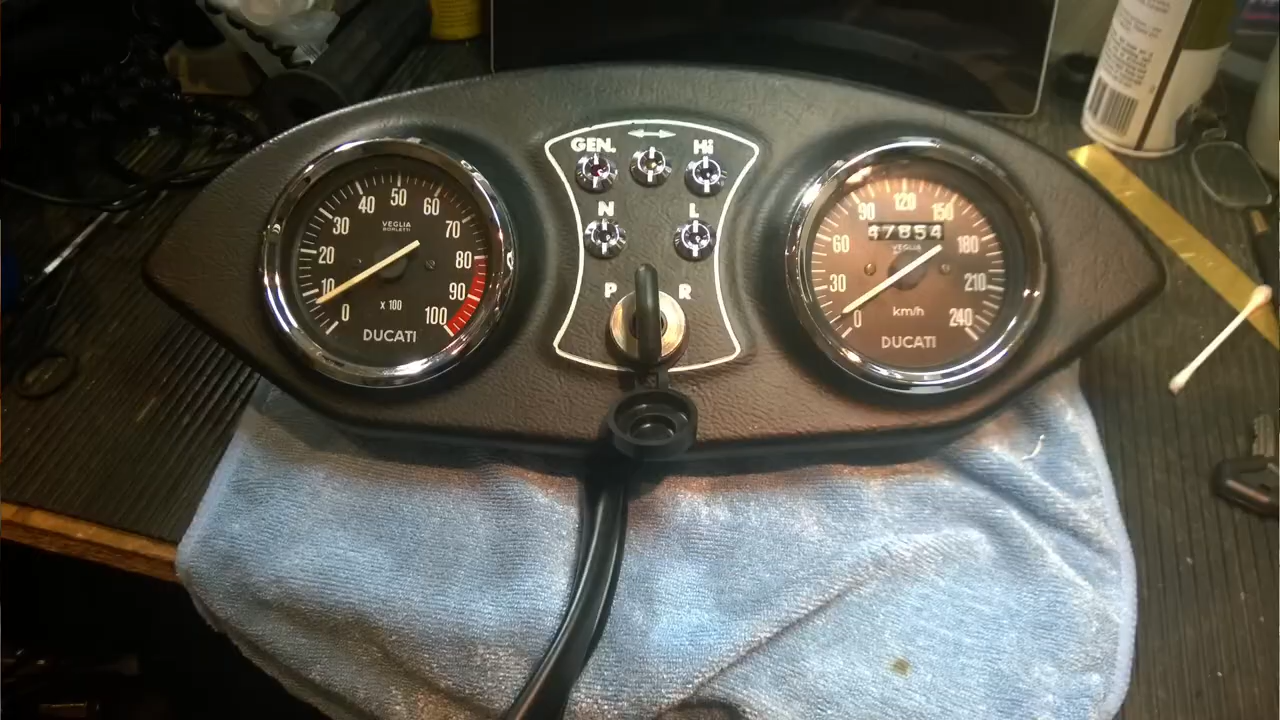 GEN.
Hi
N
L
P
R
40 50 60
30 70
20 80
10 90
0 100
VEGLIA
BORLETTI
x 100
DUCATI
90 120 150
47854
60 180
VEGLIA
30 210
km/h
0 240
DUCATI